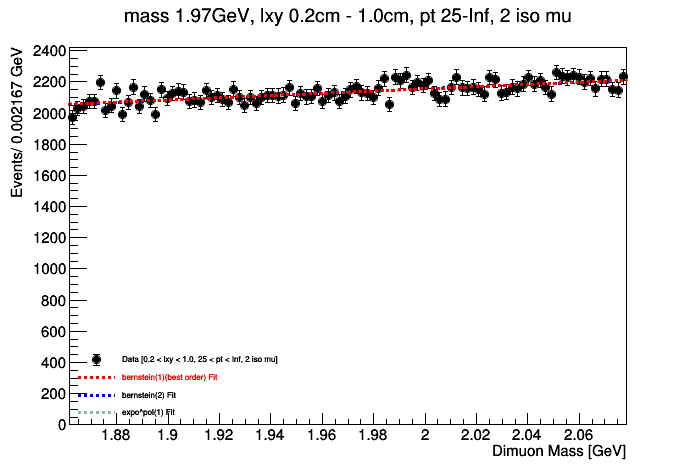 mass 1.97GeV, lxy 0.2cm - 1.0cm, pt 25-Inf, 2 iso mu
Events/ 0.002167 GeV
2400
2200
2000
1800
1600
1400
1200
1000
800
600
400
200
0
Data [0.2 < lxy < 1.0, 25 < pt < Inf, 2 iso mu]
bernstein(1)(best order) Fit
bernstein(2) Fit
expo*pol(1) Fit
1.88 1.9 1.92 1.94 1.96 1.98 2 2.02 2.04 2.06
Dimuon Mass [GeV]